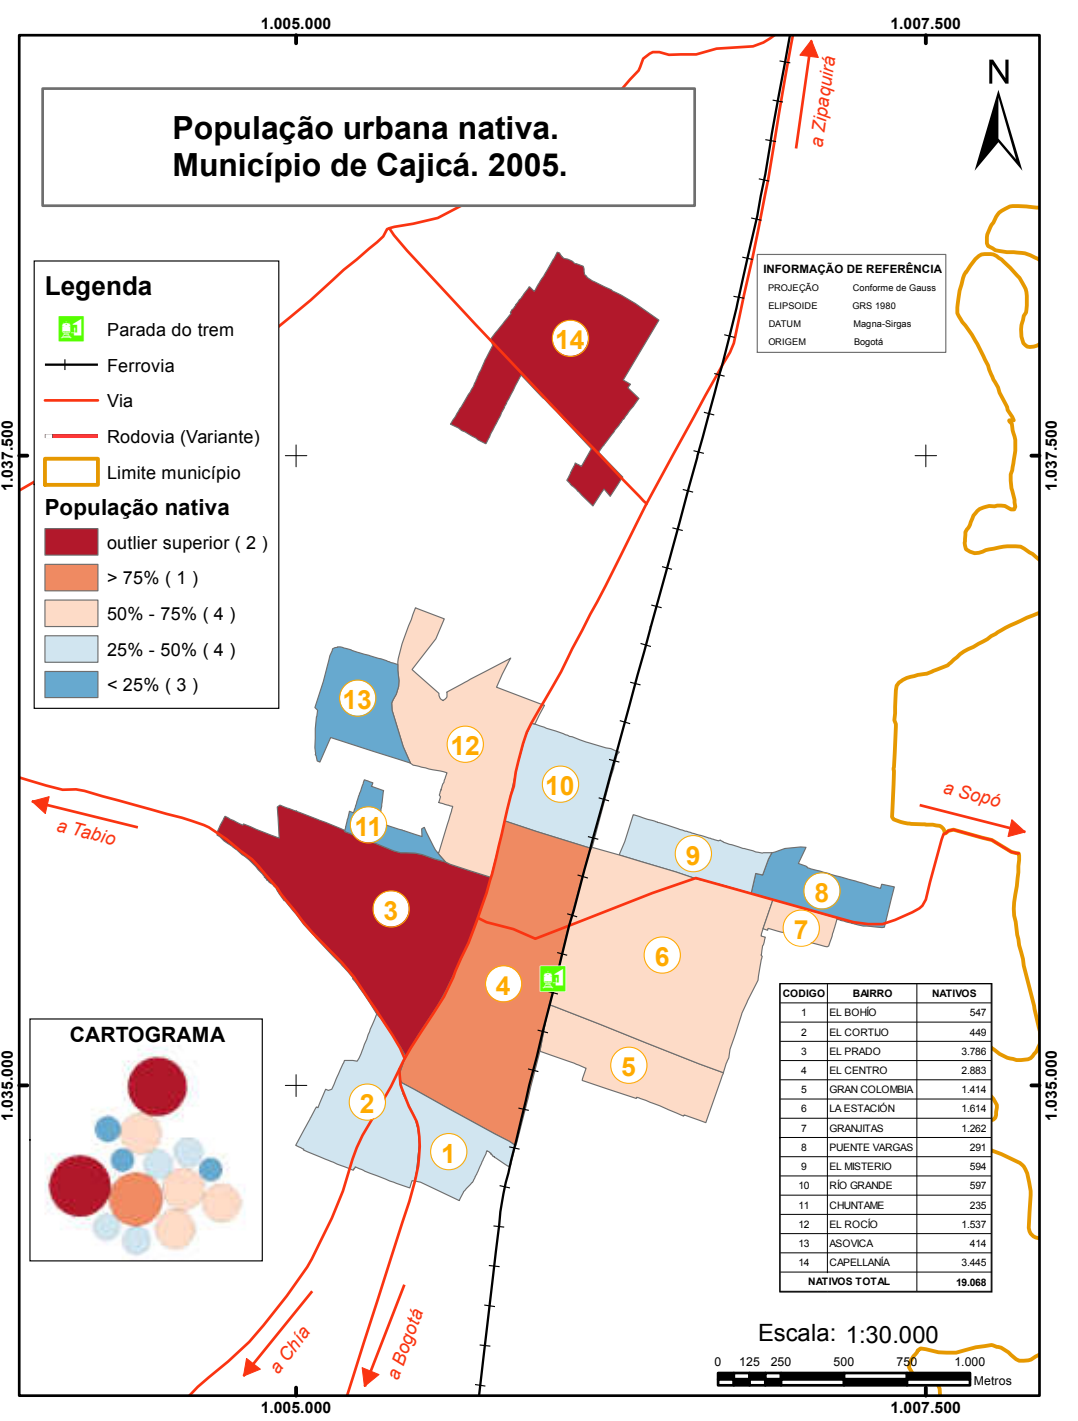 1.005.000
1.007.500
População urbana nativa.
Município de Cajicá. 2005.
a Zipaquirá
N
INFORMAÇÃO DE REFERÊNCIA
PROJEÇÃO Conforme de Gauss
ELIPSOIDE GRS 1980
DATUM Magna-Sirgas
ORIGEM Bogotá
Legenda
Parada do trem
Ferrovia
Via
Rodovia (Variante)
Limite município
População nativa
outlier superior ( 2 )
> 75% ( 1 )
50% - 75% ( 4 )
25% - 50% ( 4 )
< 25% ( 3 )
1.037.500
1.037.500
14
13
12
10
11
9
8
7
3
6
4
5
2
1
a Tabio
a Sopó
CARTOGRAMA
1.035.000
1.035.000
CODIGO BAIRRO NATIVOS
1 EL BOHÍO 547
2 EL CORTIJO 449
3 EL PRADO 3.786
4 EL CENTRO 2.883
5 GRAN COLOMBIA 1.414
6 LA ESTACIÓN 1.614
7 GRANJITAS 1.262
8 PUENTE VARGAS 291
9 EL MISTERIO 594
10 RÍO GRANDE 597
11 CHUNTAME 235
12 EL ROCÍO 1.537
13 ASOVICA 414
14 CAPELLANÍA 3.445
NATIVOS TOTAL 19.068
a Chía
a Bogotá
Escala: 1:30.000
0 125 250 500 750 1.000
Metros
1.005.000
1.007.500